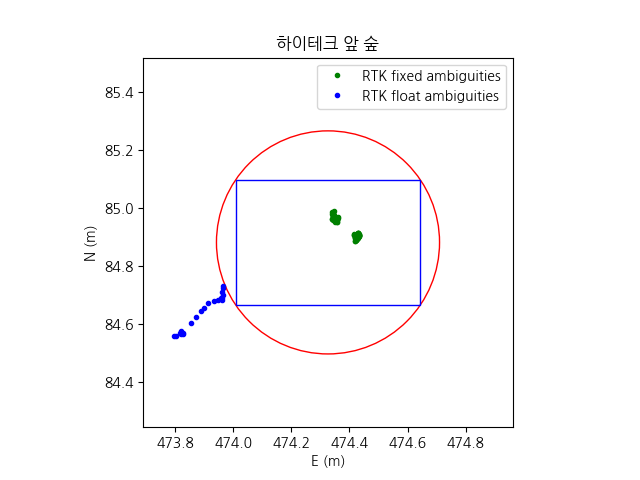 하이테크 앞 숲
RTK fixed ambiguities
RTK float ambiguities
85.4
85.2
85.0
84.8
84.6
84.4
N (m)
473.8 474.0 474.2 474.4 474.6 474.8
E (m)